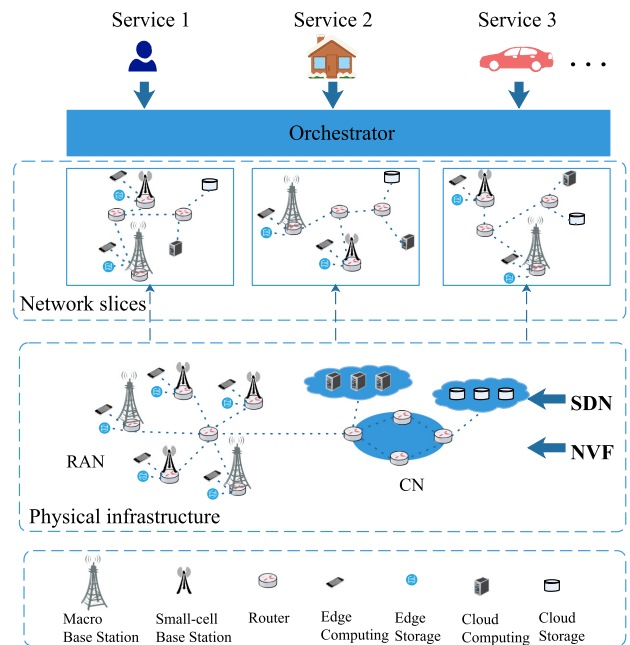 Service 1 Service 2 Service 3
. . .
Orchestrator
Network slices
SDN
RAN
NVF
CN
Physical infrastructure
Macro
Base Station
Small-cell
Base Station
Router
Edge
Computing
Edge
Storage
Cloud
Computing
Cloud
Storage